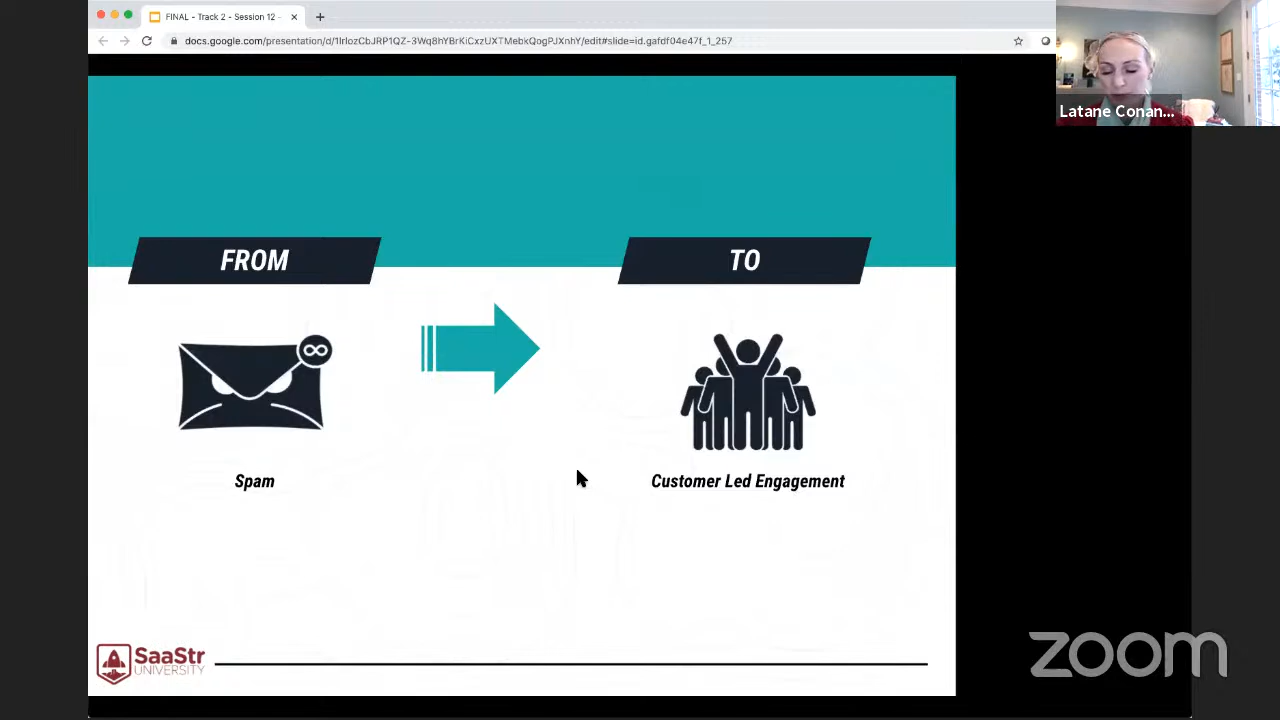 FINAL - Track 2 - Session 12 -
docs.google.com/presentation/d/1IrlozCbJRP1QZ-3Wq8hYBrKiCxzUXTMebkQogPJXnhY/edit#slide=id.gafdf04e47f_1_257
Latane Conan...
FROM
TO
Spam
Customer Led Engagement
SaaStr
UNIVERSITY
zoom